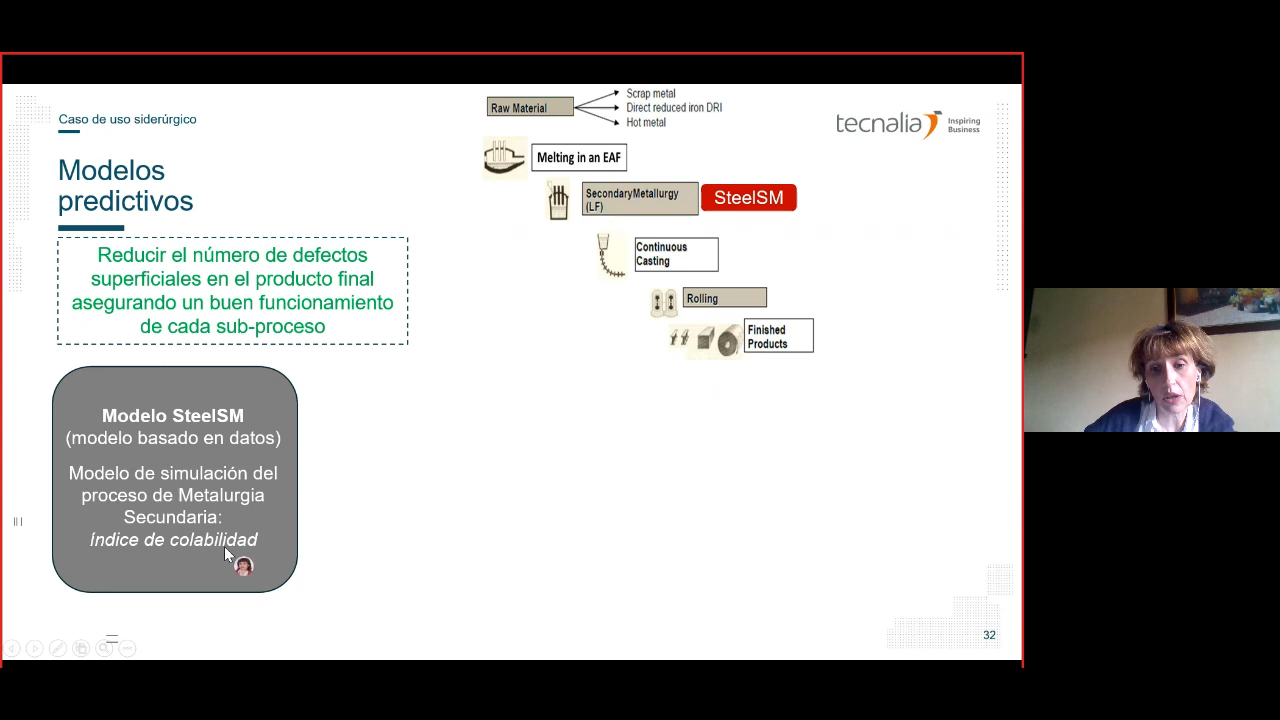 Caso de uso siderúrgico
Modelos
predictivos
Reducir el número de defectos
superficiales en el producto final
asegurando un buen funcionamiento
de cada sub-proceso
Modelo SteelSM
(modelo basado en datos)
Modelo de simulación del
proceso de Metalurgia
Secundaria:
índice de colabilidad
Raw Material
Scrap metal
Direct reduced iron DRI
Hot metal
Melting in an EAF
SecondaryMetallurgy
(LF)
SteelSM
Continuous
Casting
Rolling
Finished
Products
tecnalia
Inspiring
Business
32